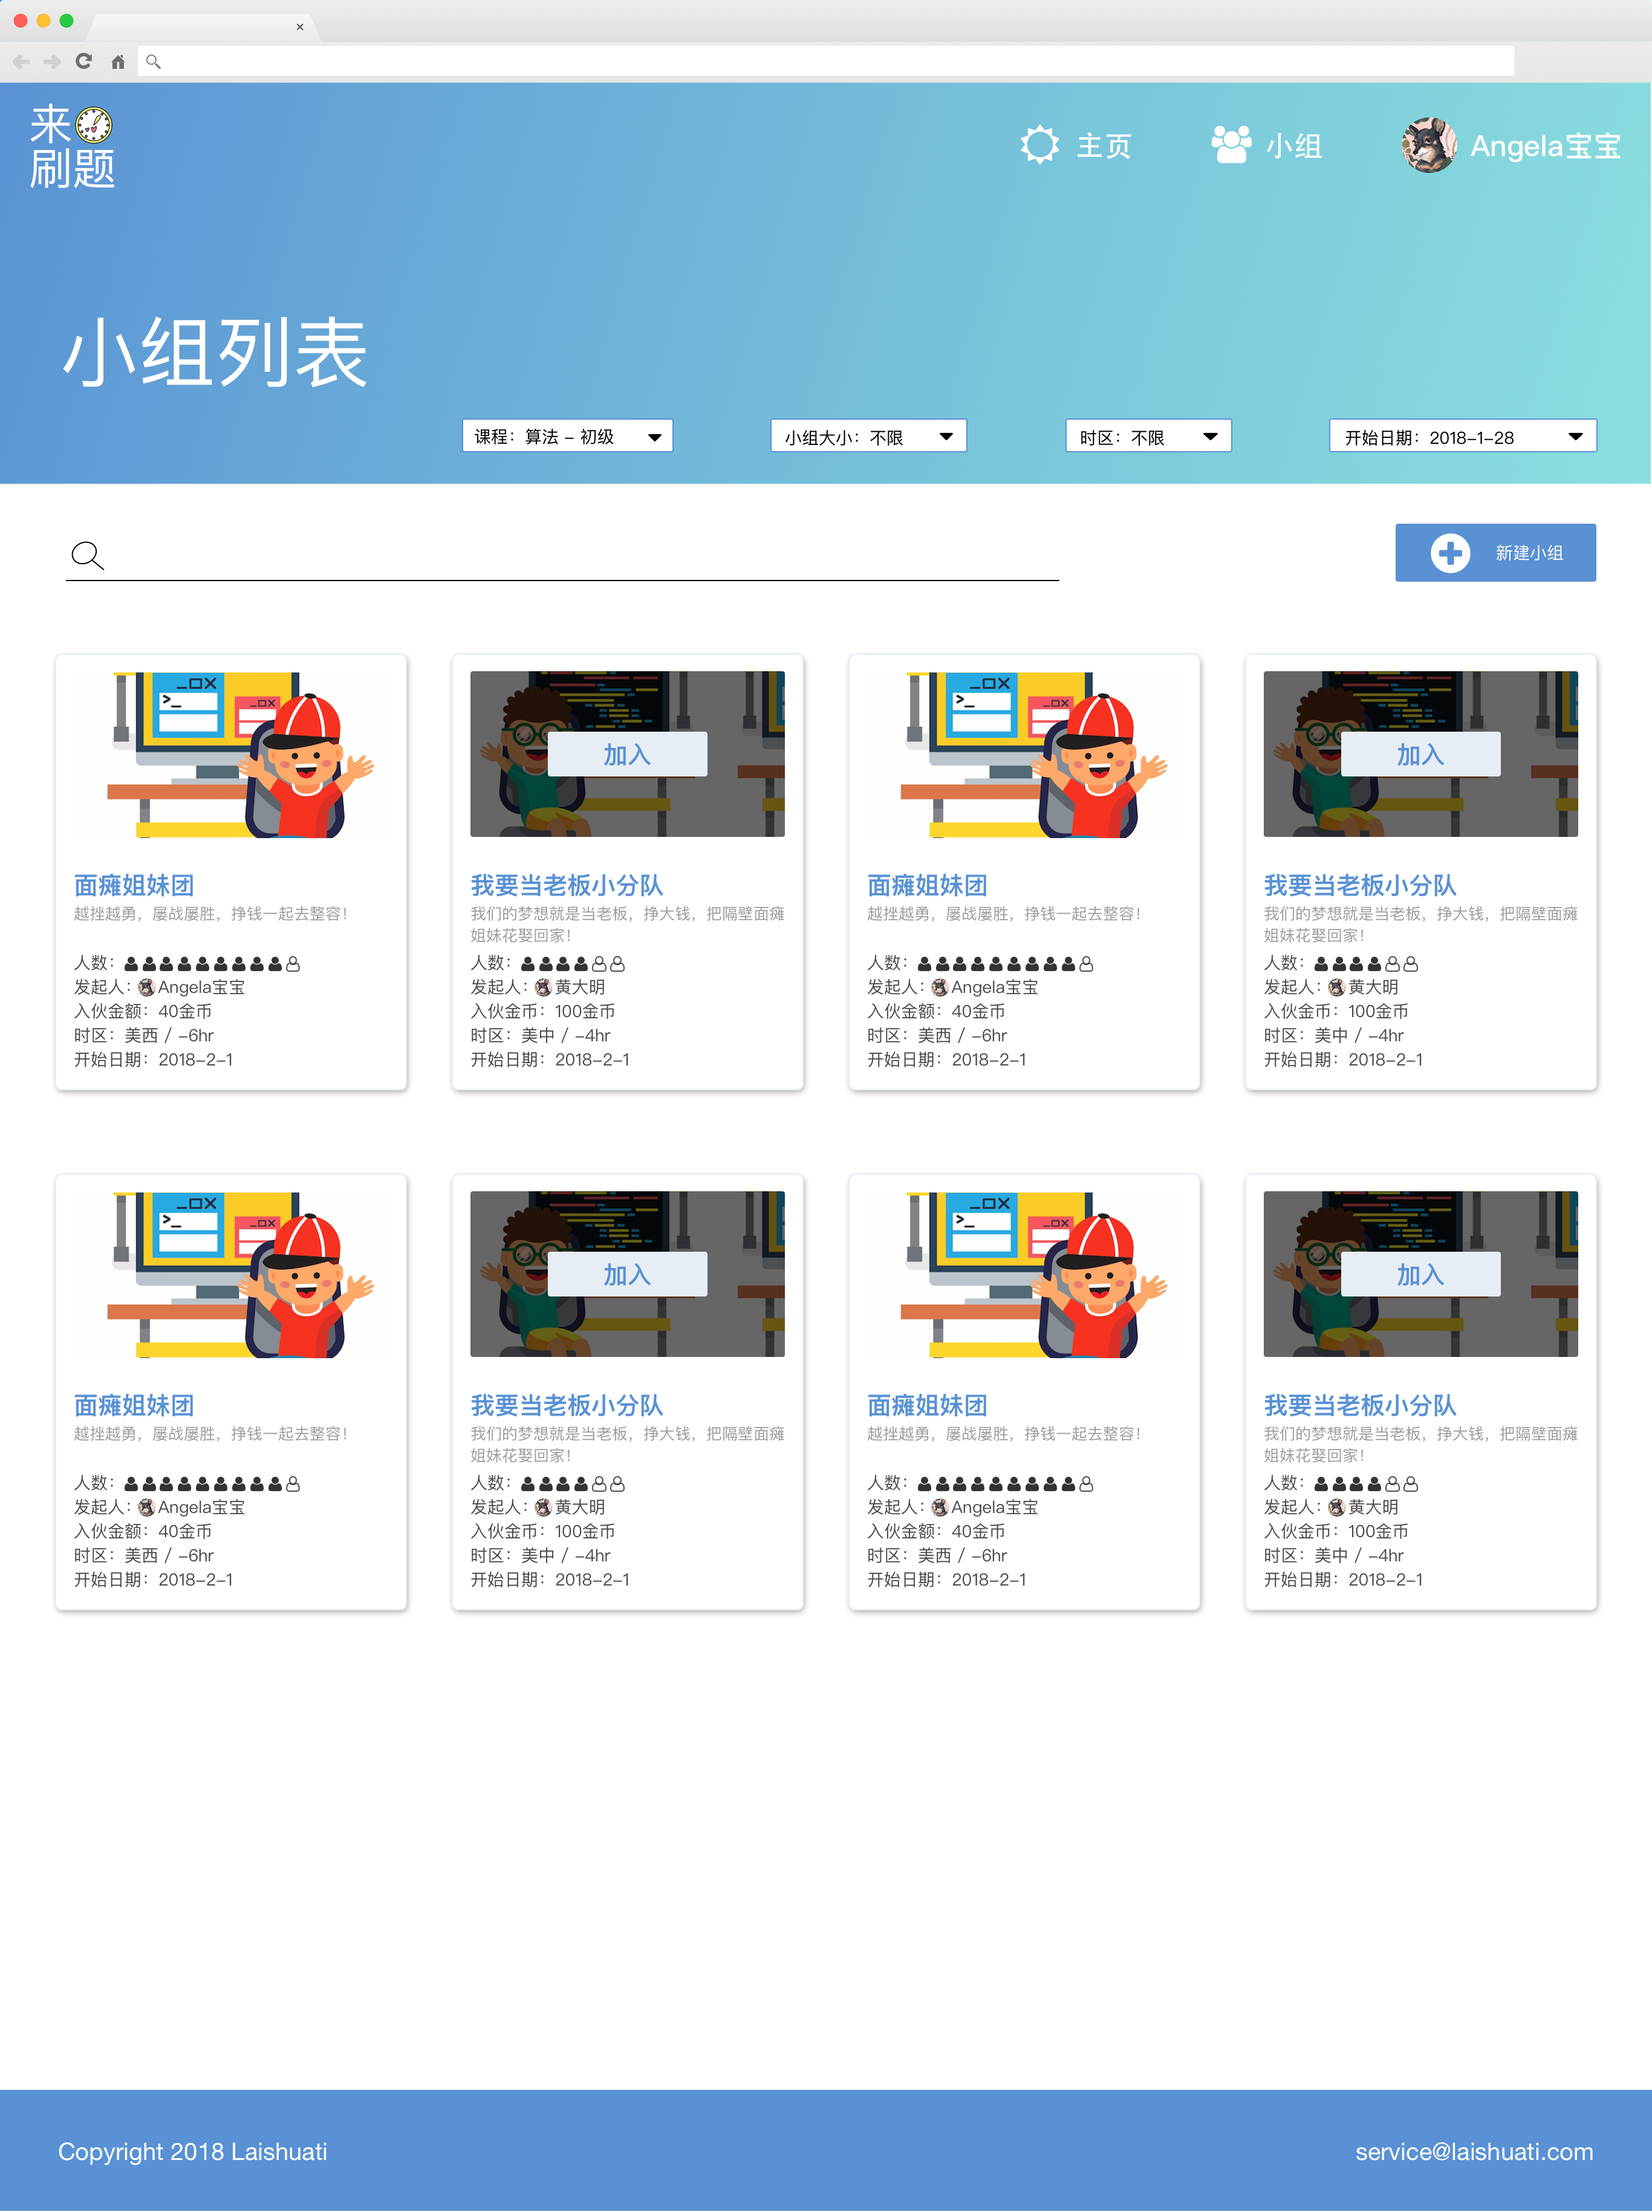 来
刷题
主页
小组
Angela宝宝
小组列表
课程：算法 – 初级
小组大小：不限
时区：不限
开始日期：2018–1–28
新建小组
>_
_□X
_□X
加入
>_
_□X
_□X
加入
面瘫姐妹团
越挫越勇，屡战屡胜，挣钱一起去整容！
人数：
发起人：Angela宝宝
入伙金额：40金币
时区：美西 / –6hr
开始日期：2018–2–1
我要当老板小分队
我们的梦想就是当老板，挣大钱，把隔壁面瘫
姐妹花娶回家！
人数：
发起人：黄大明
入伙金币：100金币
时区：美中 / –4hr
开始日期：2018–2–1
面瘫姐妹团
越挫越勇，屡战屡胜，挣钱一起去整容！
人数：
发起人：Angela宝宝
入伙金额：40金币
时区：美西 / –6hr
开始日期：2018–2–1
我要当老板小分队
我们的梦想就是当老板，挣大钱，把隔壁面瘫
姐妹花娶回家！
人数：
发起人：黄大明
入伙金币：100金币
时区：美中 / –4hr
开始日期：2018–2–1
>_
_□X
_□X
加入
>_
_□X
_□X
加入
面瘫姐妹团
越挫越勇，屡战屡胜，挣钱一起去整容！
人数：
发起人：Angela宝宝
入伙金额：40金币
时区：美西 / –6hr
开始日期：2018–2–1
我要当老板小分队
我们的梦想就是当老板，挣大钱，把隔壁面瘫
姐妹花娶回家！
人数：
发起人：黄大明
入伙金币：100金币
时区：美中 / –4hr
开始日期：2018–2–1
面瘫姐妹团
越挫越勇，屡战屡胜，挣钱一起去整容！
人数：
发起人：Angela宝宝
入伙金额：40金币
时区：美西 / –6hr
开始日期：2018–2–1
我要当老板小分队
我们的梦想就是当老板，挣大钱，把隔壁面瘫
姐妹花娶回家！
人数：
发起人：黄大明
入伙金币：100金币
时区：美中 / –4hr
开始日期：2018–2–1
Copyright 2018 Laishuati
service@laishuati.com